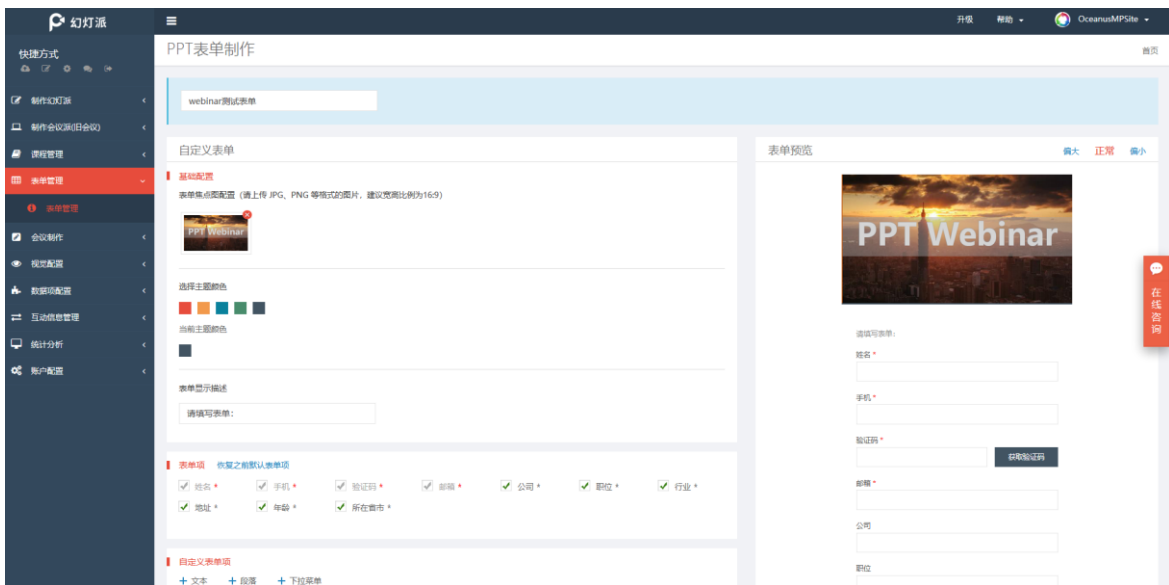 幻灯派
升级 帮助 OceanusMPSite
快捷方式
制作幻灯派
制作会议派(旧会议)
课程管理
表单管理
表单管理
会议制作
视觉配置
数据项配置
互动信息管理
统计分析
账户配置
PPT表单制作
首页
webinar测试表单
自定义表单
基础配置
表单焦点图配置（请上传 JPG、PNG 等格式的图片，建议宽高比例为16:9）
PPT Webinar
选择主题颜色
当前主题颜色
表单显示描述
请填写表单：
表单项 恢复之前默认表单项
姓名 * 手机 * 验证码 * 邮箱 * 公司 * 职位 * 行业 *
地址 * 年龄 * 所在省市 *
自定义表单项
+ 文本 + 段落 + 下拉菜单
表单预览 偏大 正常 偏小
PPT Webinar
请填写表单：
姓名 *
手机 *
验证码 *
获取验证码
邮箱 *
公司
职位
在线咨询